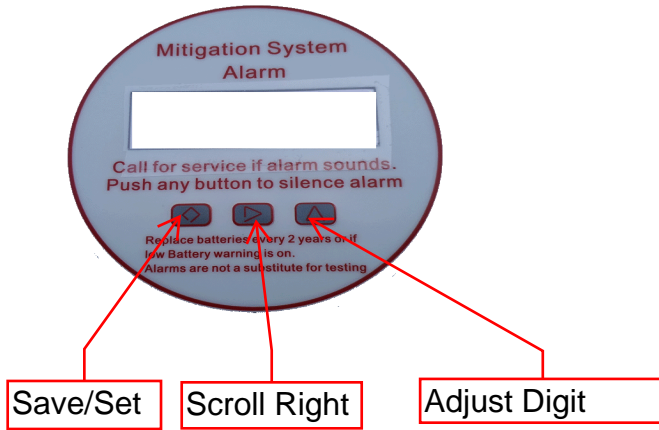 Mitigation System
Alarm
Call for service if alarm sounds.
Push any button to silence alarm
Replace batteries every 2 years or if
low Battery warning is on.
Alarms are not a substitute for testing
Save/Set
Scroll Right
Adjust Digit